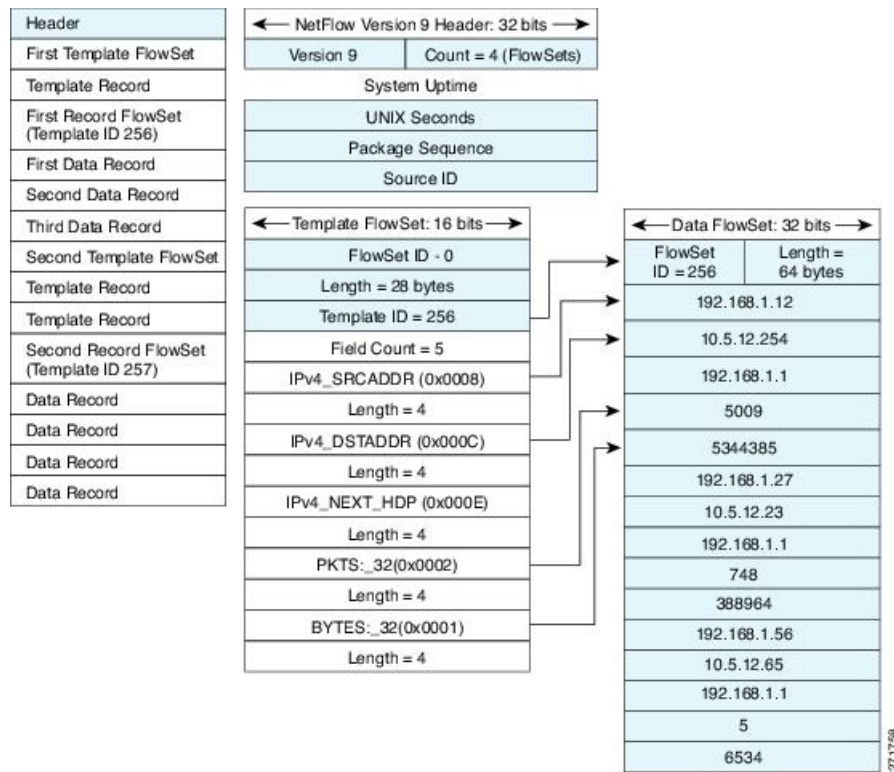 Header
First Template FlowSet
Template Record
First Record FlowSet
(Template ID 256)
First Data Record
Second Data Record
Third Data Record
Second Template FlowSet
Template Record
Template Record
Second Record FlowSet
(Template ID 257)
Data Record
Data Record
Data Record
Data Record
NetFlow Version 9 Header: 32 bits
Version 9
Count = 4 (FlowSets)
System Uptime
UNIX Seconds
Package Sequence
Source ID
Template FlowSet: 16 bits
FlowSet ID - 0
Length = 28 bytes
Template ID = 256
Field Count = 5
IPv4_SRCADDR (0x0008)
Length = 4
IPv4_DSTADDR (0x000C)
Length = 4
IPv4_NEXT_HDP (0x000E)
Length = 4
PKTS:_32(0x0002)
Length = 4
BYTES:_32(0x0001)
Length = 4
Data FlowSet: 32 bits
FlowSet
ID = 256
Length =
64 bytes
192.168.1.12
10.5.12.254
192.168.1.1
5009
5344385
192.168.1.27
10.5.12.23
192.168.1.1
748
388964
192.168.1.56
10.5.12.65
192.168.1.1
5
6534